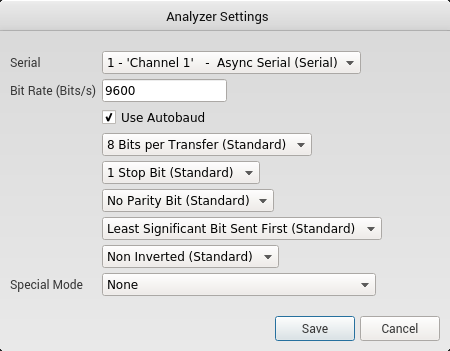 Analyzer Settings
Serial 1 - 'Channel 1' - Async Serial (Serial)
Bit Rate (Bits/s) 9600
Use Autobaud
8 Bits per Transfer (Standard)
1 Stop Bit (Standard)
No Parity Bit (Standard)
Least Significant Bit Sent First (Standard)
Non Inverted (Standard)
Special Mode None
Save Cancel